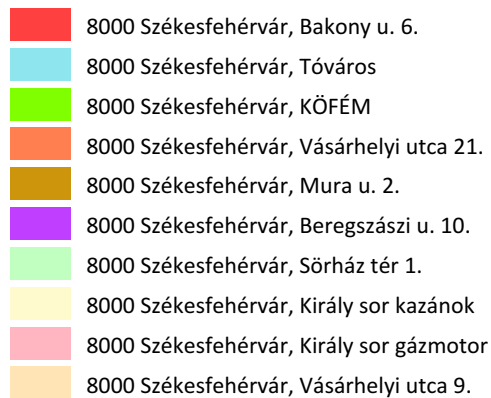 8000 Székesfehérvár, Bakony u. 6.
8000 Székesfehérvár, Tóváros
8000 Székesfehérvár, KÖFÉM
8000 Székesfehérvár, Vásárhelyi utca 21.
8000 Székesfehérvár, Mura u. 2.
8000 Székesfehérvár, Beregszászi u. 10.
8000 Székesfehérvár, Sörház tér 1.
8000 Székesfehérvár, Király sor kazánok
8000 Székesfehérvár, Király sor gázmotor
8000 Székesfehérvár, Vásárhelyi utca 9.